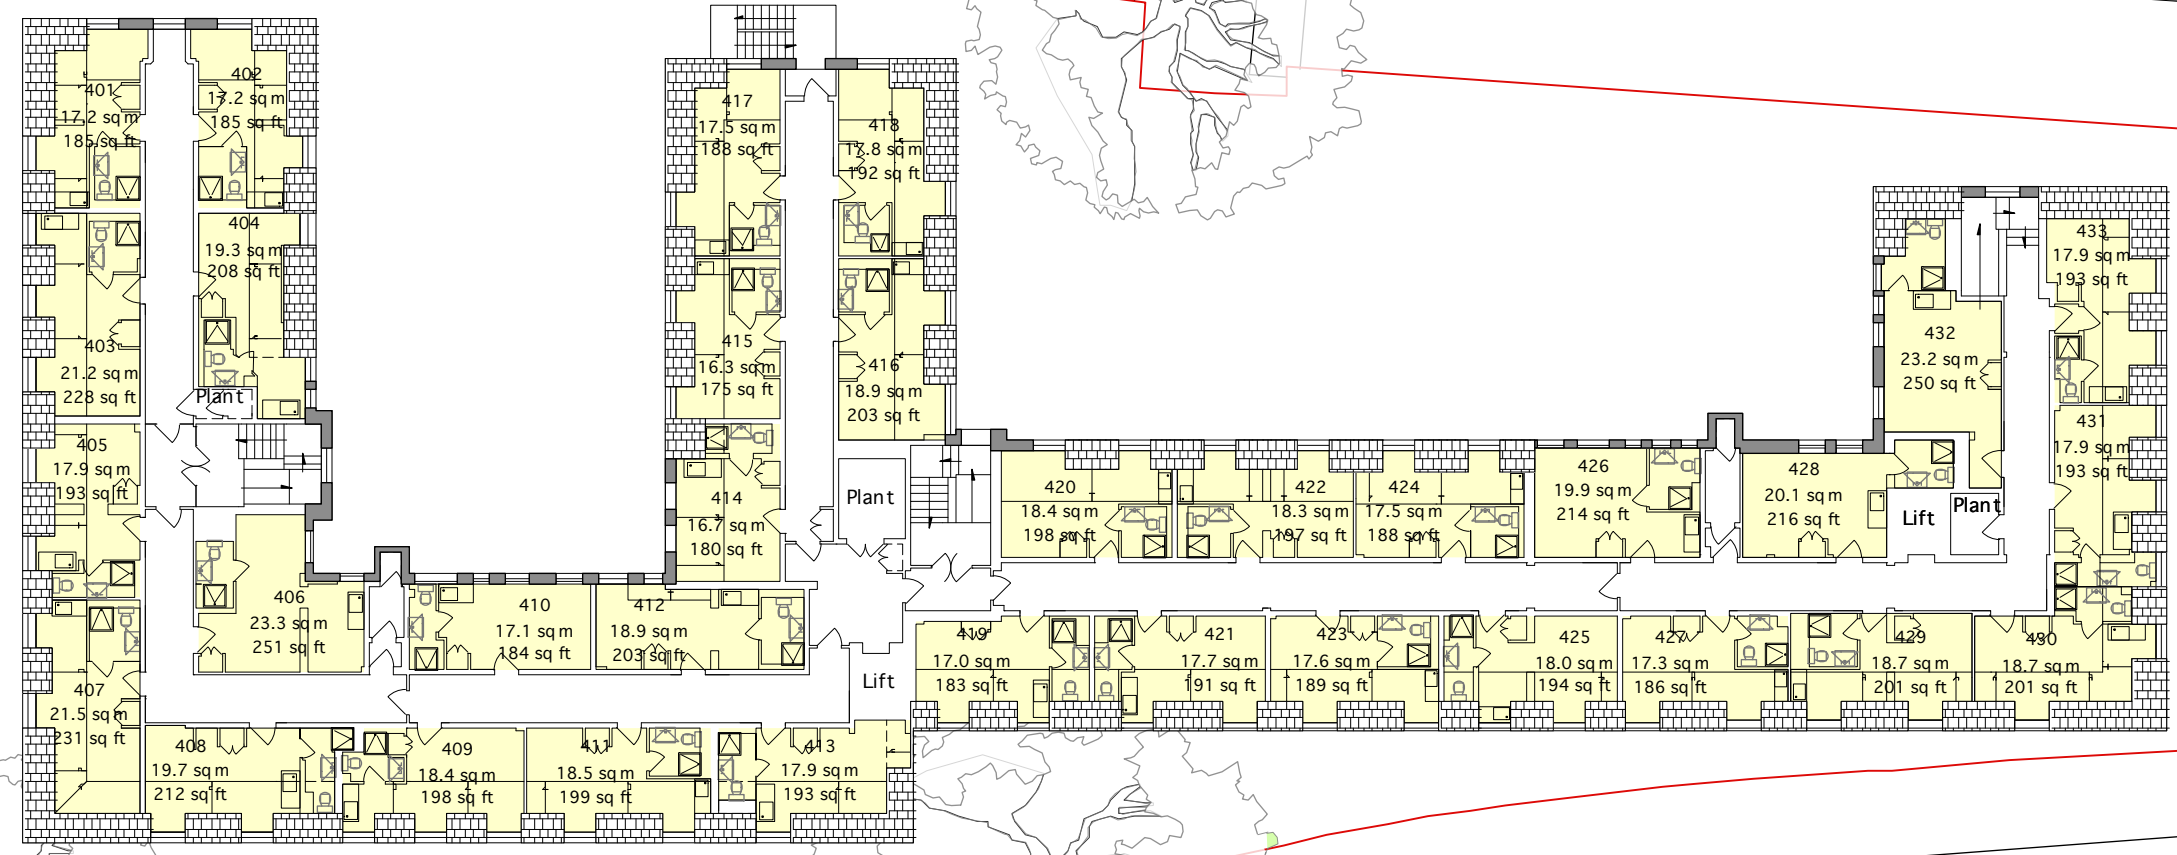 401
17.2 sq m
185 sq ft
402
17.2 sq m
185 sq ft
403
21.2 sq m
228 sq ft
404
19.3 sq m
208 sq ft
Plant
405
17.9 sq m
193 sq ft
406
23.3 sq m
251 sq ft
407
21.5 sq m
231 sq ft
408
19.7 sq m
212 sq ft
409
18.4 sq m
198 sq ft
410
17.1 sq m
184 sq ft
411
18.5 sq m
199 sq ft
412
18.9 sq m
203 sq ft
413
17.9 sq m
193 sq ft
Lift
414
16.7 sq m
180 sq ft
415
16.3 sq m
175 sq ft
416
18.9 sq m
203 sq ft
417
17.5 sq m
188 sq ft
418
17.8 sq m
192 sq ft
Plant
419
17.0 sq m
183 sq ft
420
18.4 sq m
198 sq ft
421
17.7 sq m
191 sq ft
422
18.3 sq m
197 sq ft
423
17.6 sq m
189 sq ft
424
17.5 sq m
188 sq ft
425
18.0 sq m
194 sq ft
426
19.9 sq m
214 sq ft
427
17.3 sq m
186 sq ft
428
20.1 sq m
216 sq ft
Lift
Plant
429
18.7 sq m
201 sq ft
430
18.7 sq m
201 sq ft
431
17.9 sq m
193 sq ft
432
23.2 sq m
250 sq ft
433
17.9 sq m
193 sq ft